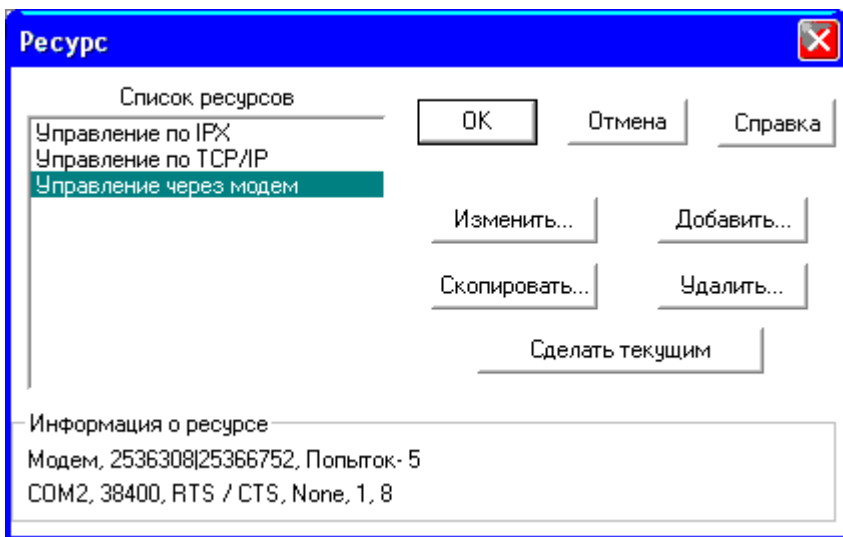 Ресурс
Список ресурсов
Управление по IPX
Управление по TCP/IP
Управление через модем
OK
Отмена
Справка
Изменить...
Добавить...
Скопировать...
Удалить...
Сделать текущим
Информация о ресурсе
Модем, 2536308|25366752, Попыток- 5
COM2, 38400, RTS / CTS, None, 1, 8